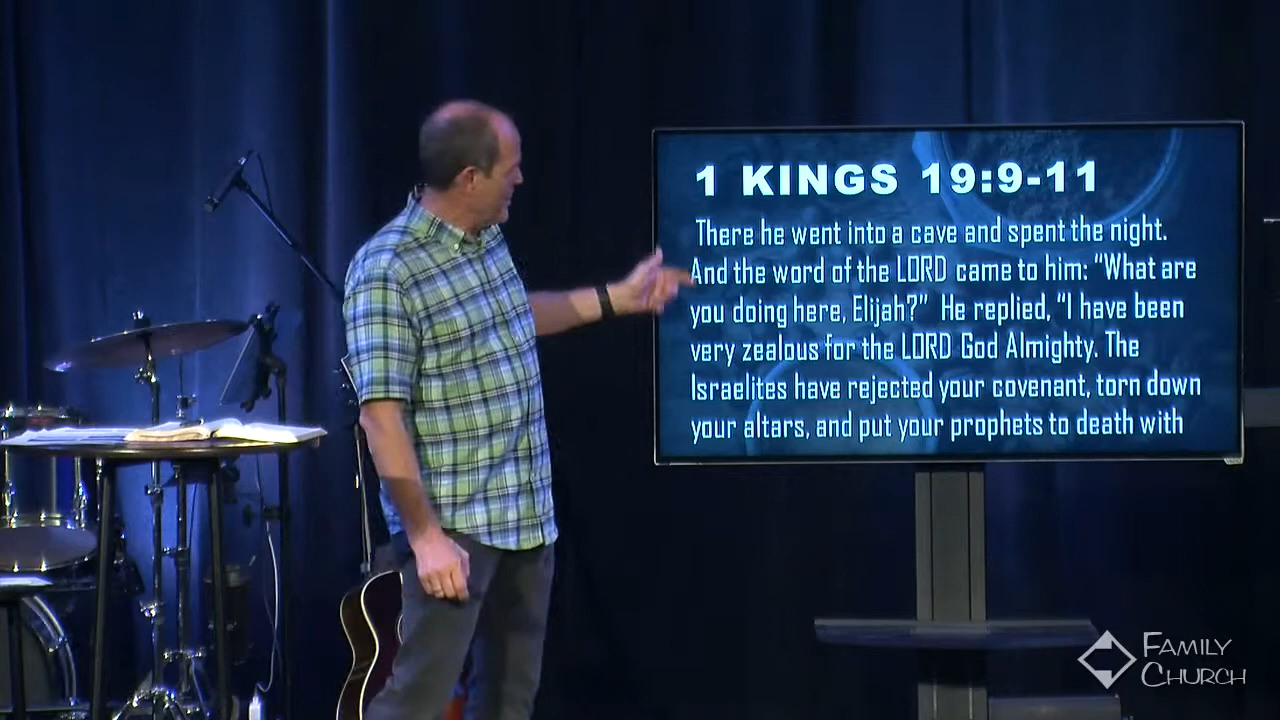 1 KINGS 19:9-11
There he went into a cave and spent the night.
And the word of the LORD came to him: “What are
you doing here, Elijah?” He replied, “I have been
very zealous for the LORD God Almighty. The
Israelites have rejected your covenant, torn down
your altars, and put your prophets to death with
FAMILY
CHURCH